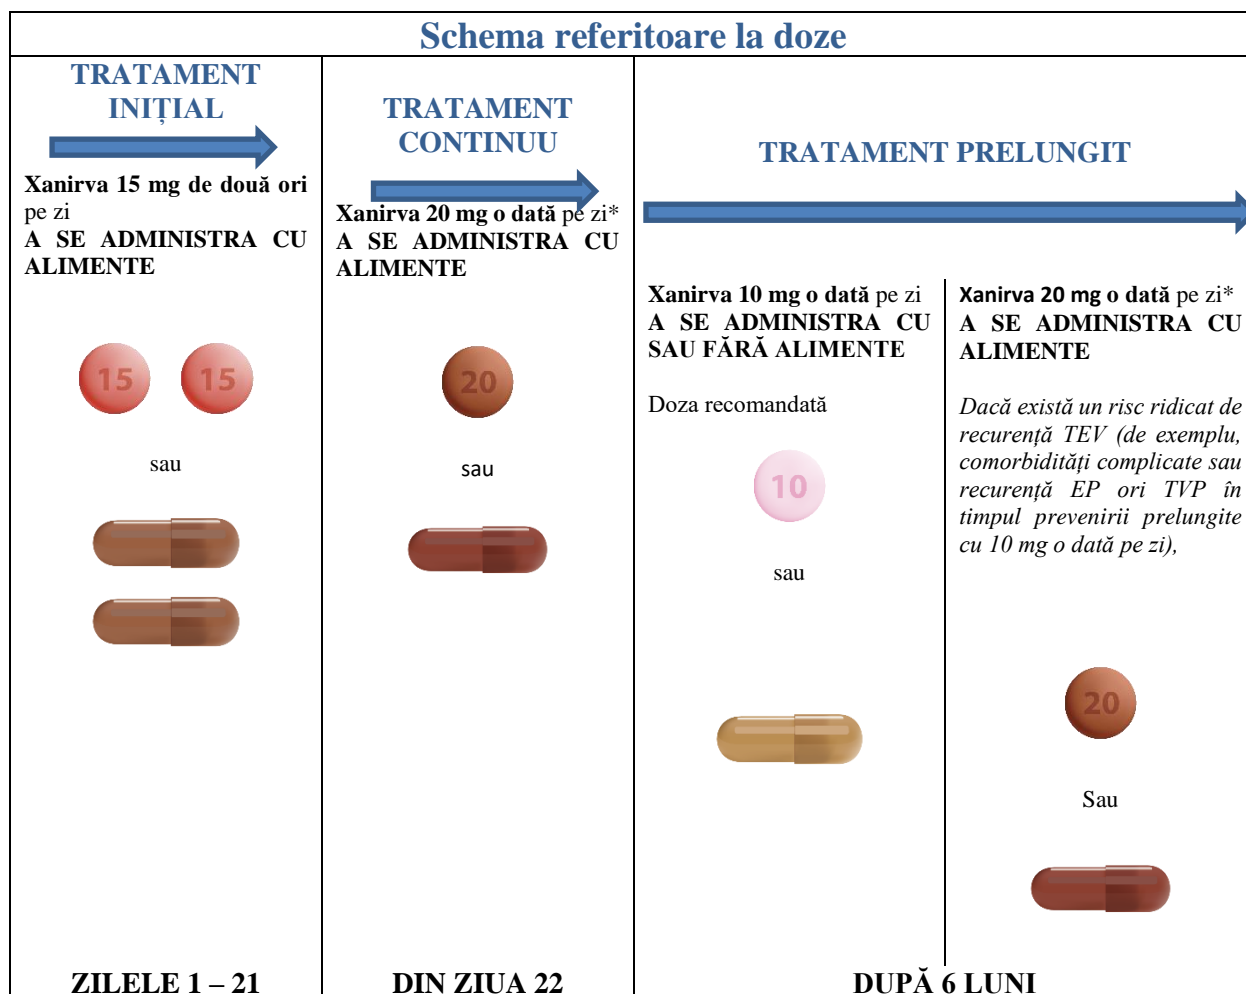 Schema referitoare la doze
TRATAMENT
INIȚIAL
Xanirva 15 mg de două ori
pe zi
A SE ADMINISTRA CU
ALIMENTE
15
15
sau
ZILELE 1 – 21
TRATAMENT
CONTINUU
Xanirva 20 mg o dată pe zi*
A SE ADMINISTRA CU
ALIMENTE
20
sau
DIN ZIUA 22
TRATAMENT PRELUNGIT
Xanirva 10 mg o dată pe zi
A SE ADMINISTRA CU
SAU FĂRĂ ALIMENTE
Doza recomandată
10
sau
Xanirva 20 mg o dată pe zi*
A SE ADMINISTRA CU
ALIMENTE
Dacă există un risc ridicat de
recurență TEV (de exemplu,
comorbidități complicate sau
recurență EP ori TVP în
timpul prevenirii prelungite
cu 10 mg o dată pe zi),
20
Sau
DUPĂ 6 LUNI